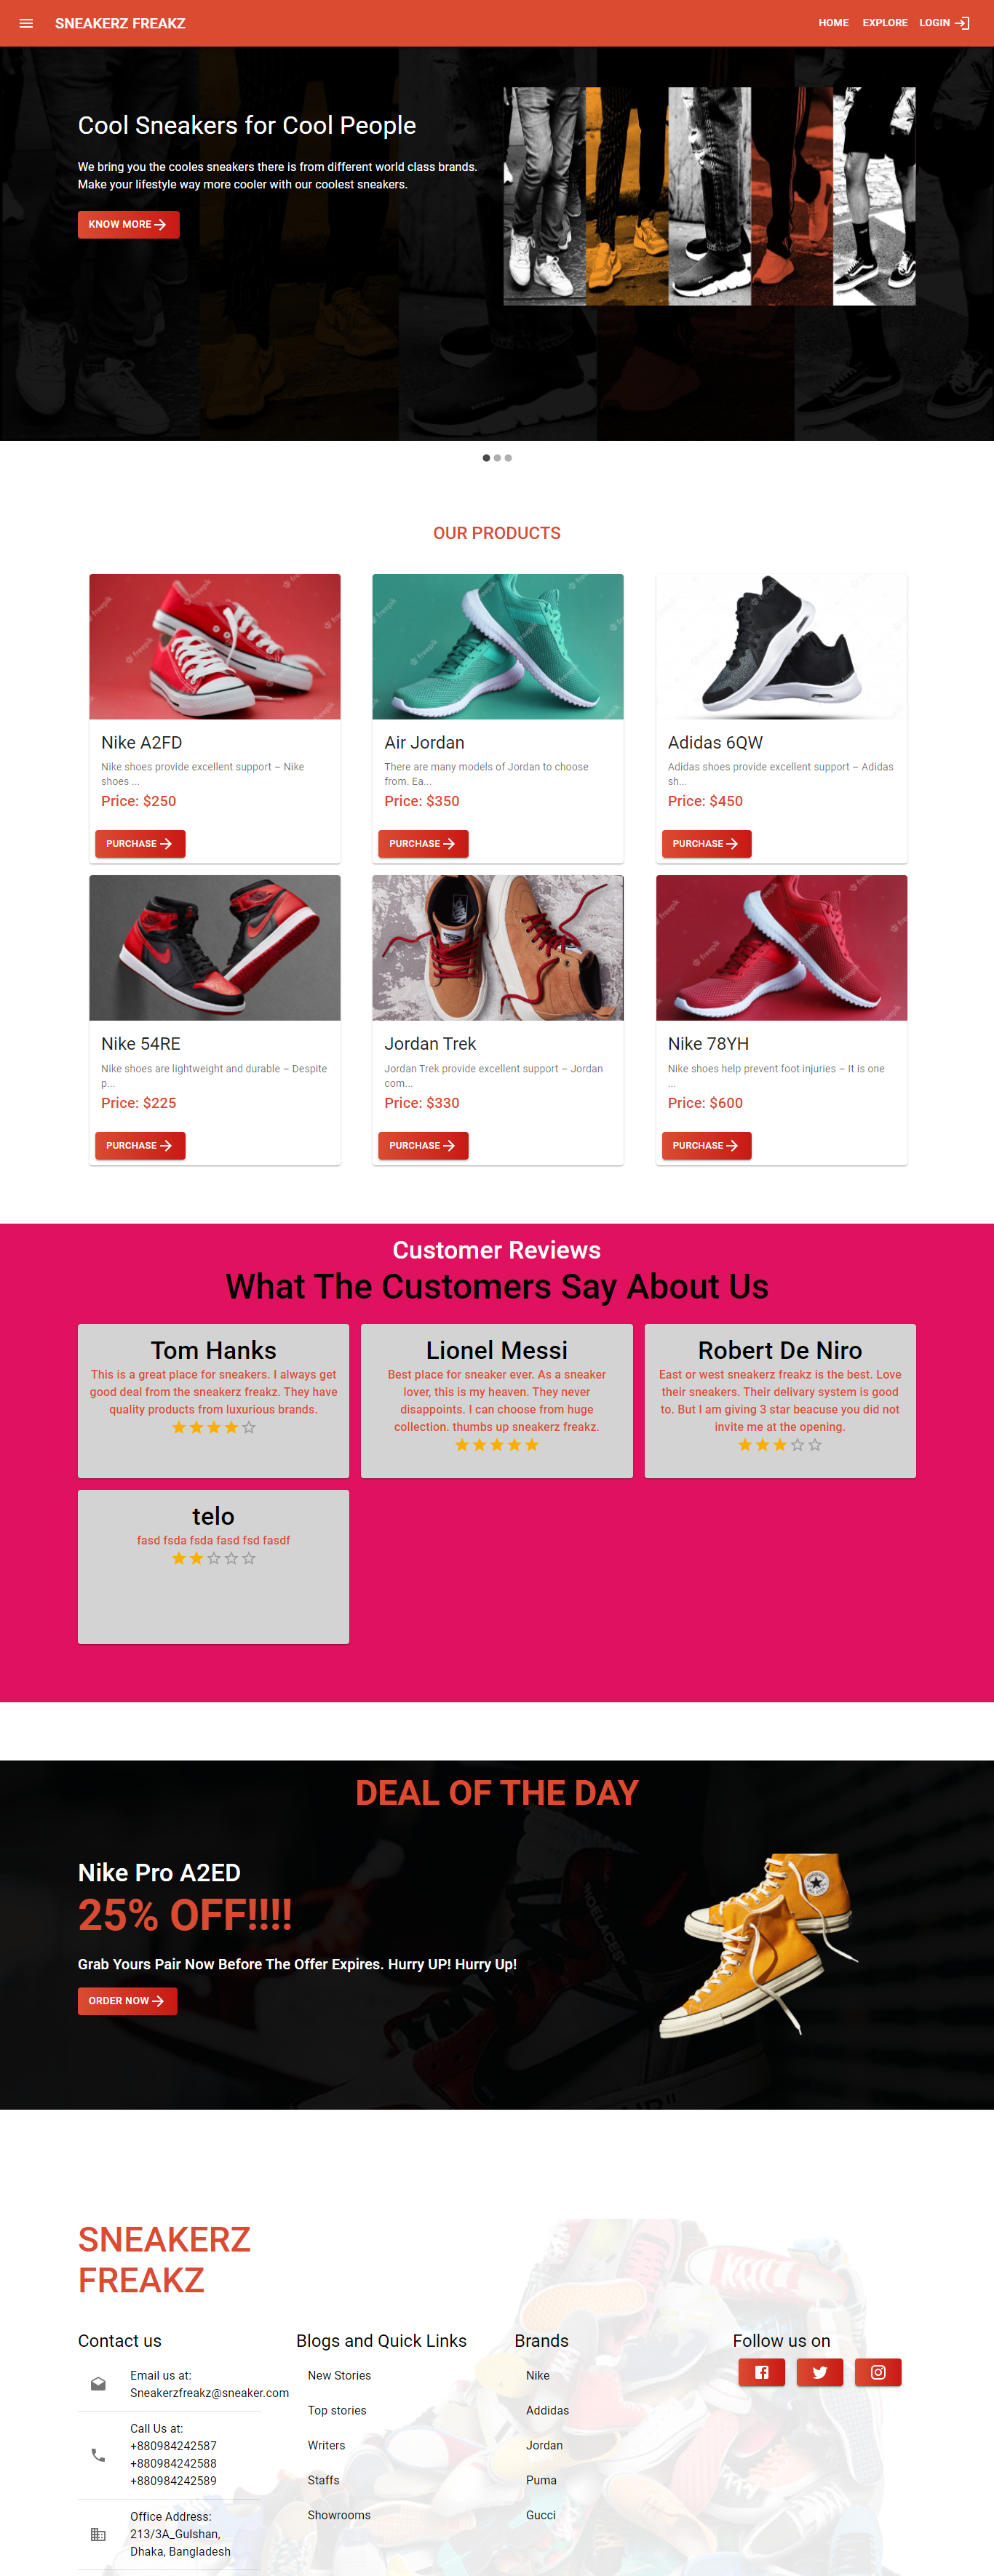 SNEAKERZ FREAKZ
HOME EXPLORE LOGIN
Cool Sneakers for Cool People
We bring you the cooles sneakers there is from different world class brands.
Make your lifestyle way more cooler with our coolest sneakers.
KNOW MORE
OUR PRODUCTS
Nike A2FD
Nike shoes provide excellent support – Nike
shoes ...
Price: $250
PURCHASE
Air Jordan
There are many models of Jordan to choose
from. Ea...
Price: $350
PURCHASE
Adidas 6QW
Adidas shoes provide excellent support – Adidas
sh...
Price: $450
PURCHASE
Nike 54RE
Nike shoes are lightweight and durable – Despite
p...
Price: $225
PURCHASE
Jordan Trek
Jordan Trek provide excellent support – Jordan
com...
Price: $330
PURCHASE
Nike 78YH
Nike shoes help prevent foot injuries – It is one
...
Price: $600
PURCHASE
Customer Reviews
What The Customers Say About Us
Tom Hanks
This is a great place for sneakers. I always get
good deal from the sneakerz freakz. They have
quality products from luxurious brands.
Lionel Messi
Best place for sneaker ever. As a sneaker
lover, this is my heaven. They never
disappoints. I can choose from huge
collection. thumbs up sneakerz freakz.
Robert De Niro
East or west sneakerz freakz is the best. Love
their sneakers. Their delivary system is good
to. But I am giving 3 star beacuse you did not
invite me at the opening.
telo
fasd fsda fsda fasd fsd fasdf
DEAL OF THE DAY
Nike Pro A2ED
25% OFF!!!!
Grab Yours Pair Now Before The Offer Expires. Hurry UP! Hurry Up!
ORDER NOW
SNEAKERZ
FREAKZ
Contact us
Email us at:
Sneakerzfreakz@sneaker.com
Call Us at:
+880984242587
+880984242588
+880984242589
Office Address:
213/3A_Gulshan,
Dhaka, Bangladesh
Blogs and Quick Links
New Stories
Top stories
Writers
Staffs
Showrooms
Brands
Nike
Addidas
Jordan
Puma
Gucci
Follow us on